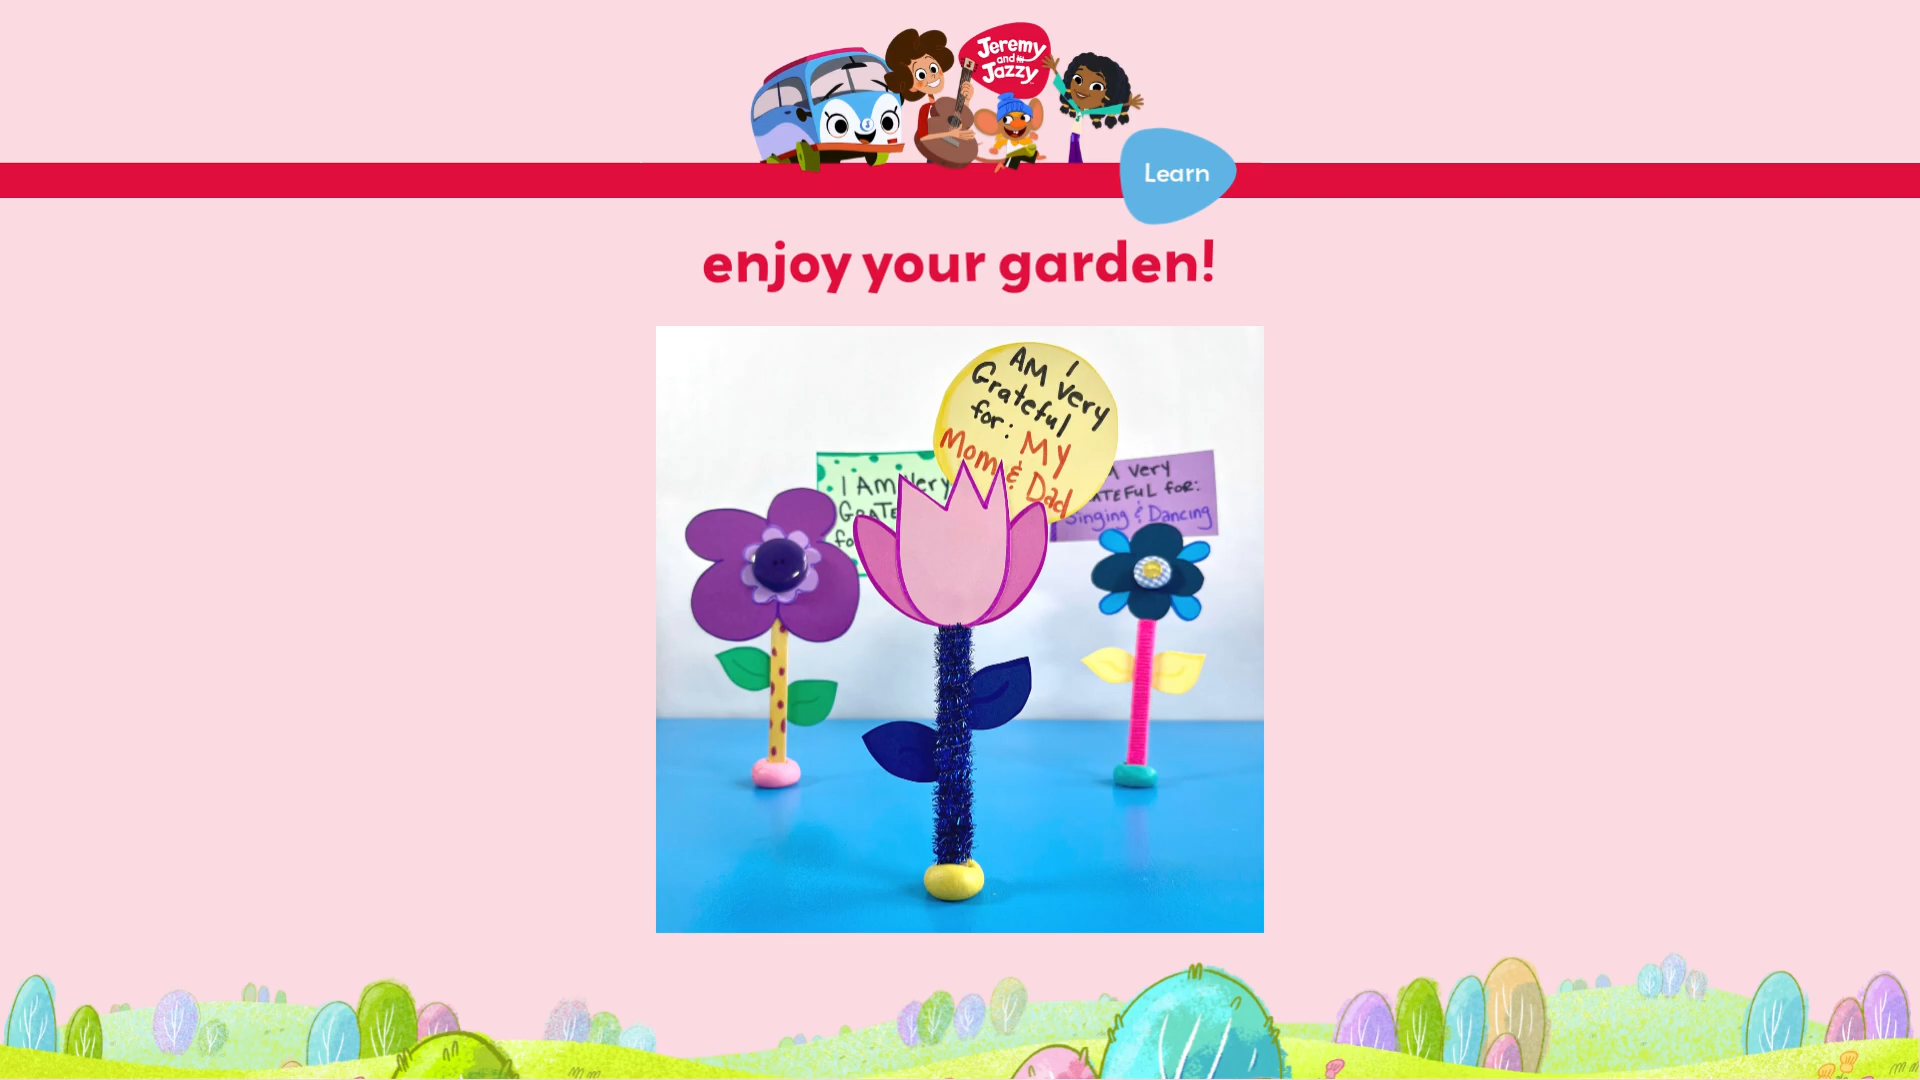 Jeremy
and
Jazzy
Learn
enjoy your garden!
I
AM Very
Grateful
for: My
Mom & Dad
I Am Very
fo
Very
for:
Singing & Dancing